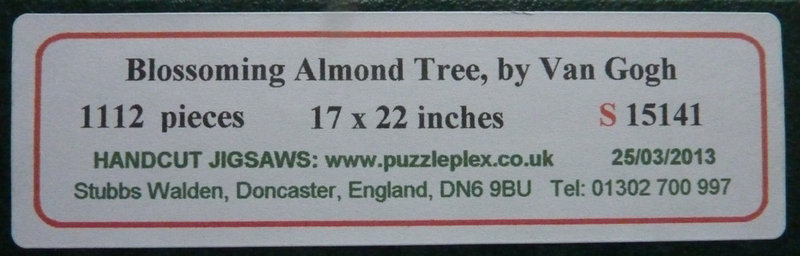 Blossoming Almond Tree, by Van Gogh
1112 pieces 17 x 22 inches S 15141
HANDCUT JIGSAWS: www.puzzleplex.co.uk 25/03/2013
Stubbs Walden, Doncaster, England, DN6 9BU Tel: 01302 700 997